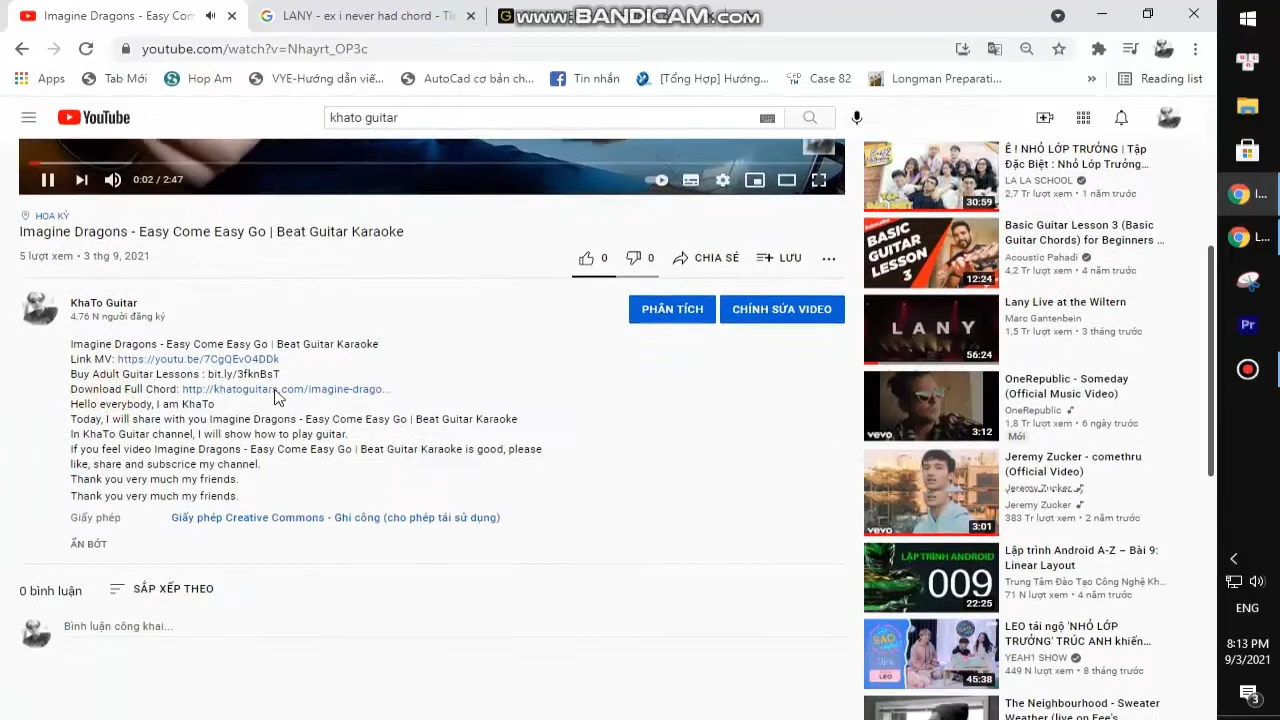 Imagine Dragons - Easy Com
LANY - ex i never had chord - T
www.BANDICAM.com
youtube.com/watch?v=Nhayrt_OP3c
Apps
Tab Mới
Hop Am
VYE-Hướng dẫn viế...
AutoCad cơ bản ch...
Tin nhắn
[Tổng Hợp] Hướng...
Case 82
Longman Preparati...
»
Reading list
YouTube
khato guitar
0:02 / 2:47
HOA KỲ
Imagine Dragons - Easy Come Easy Go | Beat Guitar Karaoke
5 lượt xem • 3 thg 9, 2021
0
0
CHIA SẺ
LƯU
KhaTo Guitar
4,76 N người đăng ký
PHÂN TÍCH
CHỈNH SỬA VIDEO
Imagine Dragons - Easy Come Easy Go | Beat Guitar Karaoke
Link MV: https://youtu.be/7CgQEvO4DDk
Buy Adult Guitar Lessons : bit.ly/3fknBsT
Download Full Chord: http://khatoguitar /imagine-drago...
Hello everybody, I am KhaTo
Today, I will share with you Imagine Dragons - Easy Come Easy Go | Beat Guitar Karaoke
In KhaTo Guitar channel, I will show how to play guitar.
If you feel video Imagine Dragons - Easy Come Easy Go | Beat Guitar Karaoke is good, please
like, share and subscrice my channel.
Thank you very much my friends.
Thank you very much my friends.
Giấy phép
Giấy phép Creative Commons - Ghi công (cho phép tái sử dụng)
ẨN BỚT
0 bình luận
SẮP XẾP THEO
Bình luận công khai...
Ê ! NHỎ LỚP TRƯỞNG | Tập
Đặc Biệt : Nhỏ Lớp Trưởng...
LA LA SCHOOL
2,7 Tr lượt xem • 1 năm trước
30:59
BASIC
GUITAR
LESSON
3
12:24
Basic Guitar Lesson 3 (Basic
Guitar Chords) for Beginners ...
Acoustic Pahadi
4,2 Tr lượt xem • 4 năm trước
LANY
56:24
Lany Live at the Wiltern
Marc Gantenbein
1,5 Tr lượt xem • 3 tháng trước
vevo
3:12
OneRepublic - Someday
(Official Music Video)
OneRepublic
1,8 Tr lượt xem • 6 ngày trước
Mới
vevo
3:01
Jeremy Zucker - comethru
(Official Video)
Jeremy Zucker
Jeremy Zucker
383 Tr lượt xem • 2 năm trước
LẬP TRÌNH ANDROID
009
22:25
Lập trình Android A-Z – Bài 9:
Linear Layout
Trung Tâm Đào Tạo Công Nghệ Kh...
71 N lượt xem • 4 năm trước
LEO
45:38
LEO tái ngộ 'NHỎ LỚP
TRƯỞNG' TRÚC ANH khiến...
YEAH1 SHOW
449 N lượt xem • 8 tháng trước
The Neighbourhood - Sweater
Weather (live on Fee's
I...
L...
Pr
ENG
8:13 PM
9/3/2021
3